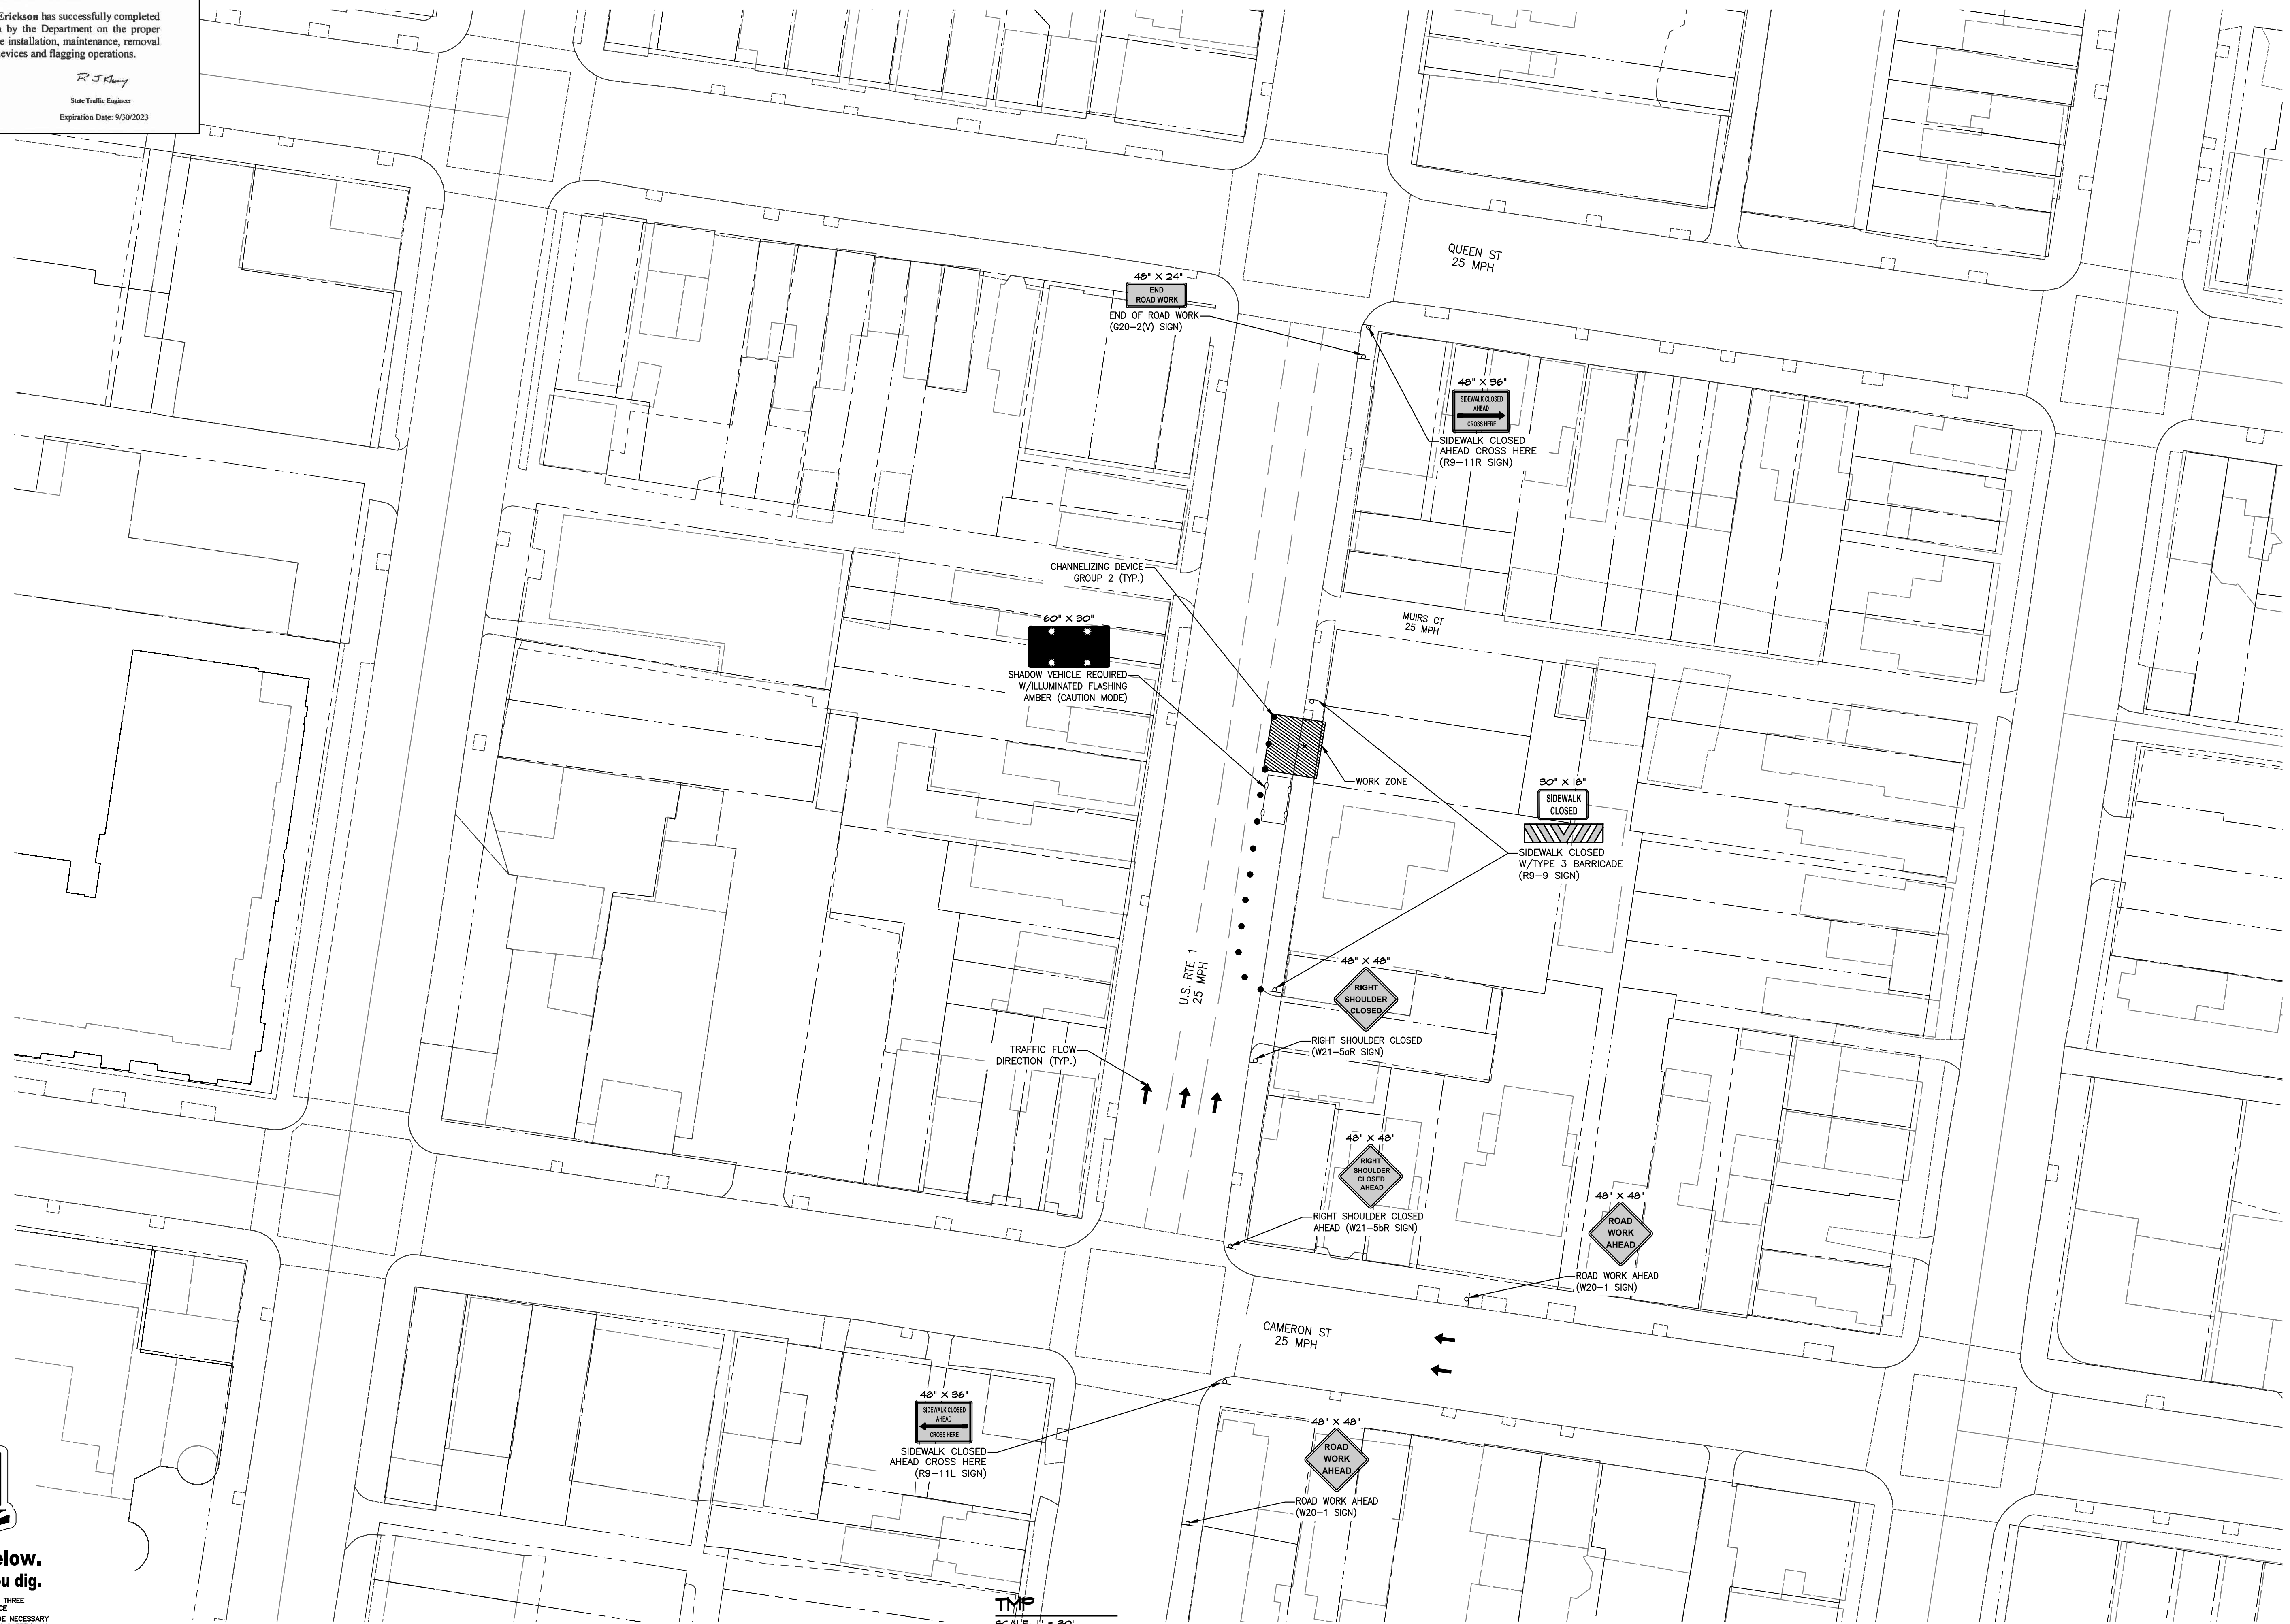 Erickson has successfully completed
by the Department on the proper
installation, maintenance, removal
devices and flagging operations.
State Traffic Engineer
Expiration Date: 9/30/2023
QUEEN ST
25 MPH
48" X 24"
END
ROAD WORK
END OF ROAD WORK
(G20-2(V) SIGN)
48" X 36"
SIDEWALK CLOSED
AHEAD
CROSS HERE
SIDEWALK CLOSED
AHEAD CROSS HERE
(R9-11R SIGN)
CHANNELIZING DEVICE
GROUP 2 (TYP.)
MUIRS CT
25 MPH
60" X 30"
SHADOW VEHICLE REQUIRED
W/ILLUMINATED FLASHING
AMBER (CAUTION MODE)
WORK ZONE
30" X 18"
SIDEWALK
CLOSED
SIDEWALK CLOSED
W/TYPE 3 BARRICADE
(R9-9 SIGN)
U.S. RTE 1
25 MPH
48" X 48"
RIGHT
SHOULDER
CLOSED
RIGHT SHOULDER CLOSED
(W21-5aR SIGN)
TRAFFIC FLOW
DIRECTION (TYP.)
48" X 48"
RIGHT
SHOULDER
CLOSED
AHEAD
RIGHT SHOULDER CLOSED
AHEAD (W21-5bR SIGN)
48" X 48"
ROAD
WORK
AHEAD
ROAD WORK AHEAD
(W20-1 SIGN)
CAMERON ST
25 MPH
48" X 36"
SIDEWALK CLOSED
AHEAD
CROSS HERE
SIDEWALK CLOSED
AHEAD CROSS HERE
(R9-11L SIGN)
48" X 48"
ROAD
WORK
AHEAD
ROAD WORK AHEAD
(W20-1 SIGN)
elow.
u dig.
THREE
CE
DE NECESSARY
TMP
SCALE: 1" = 30'